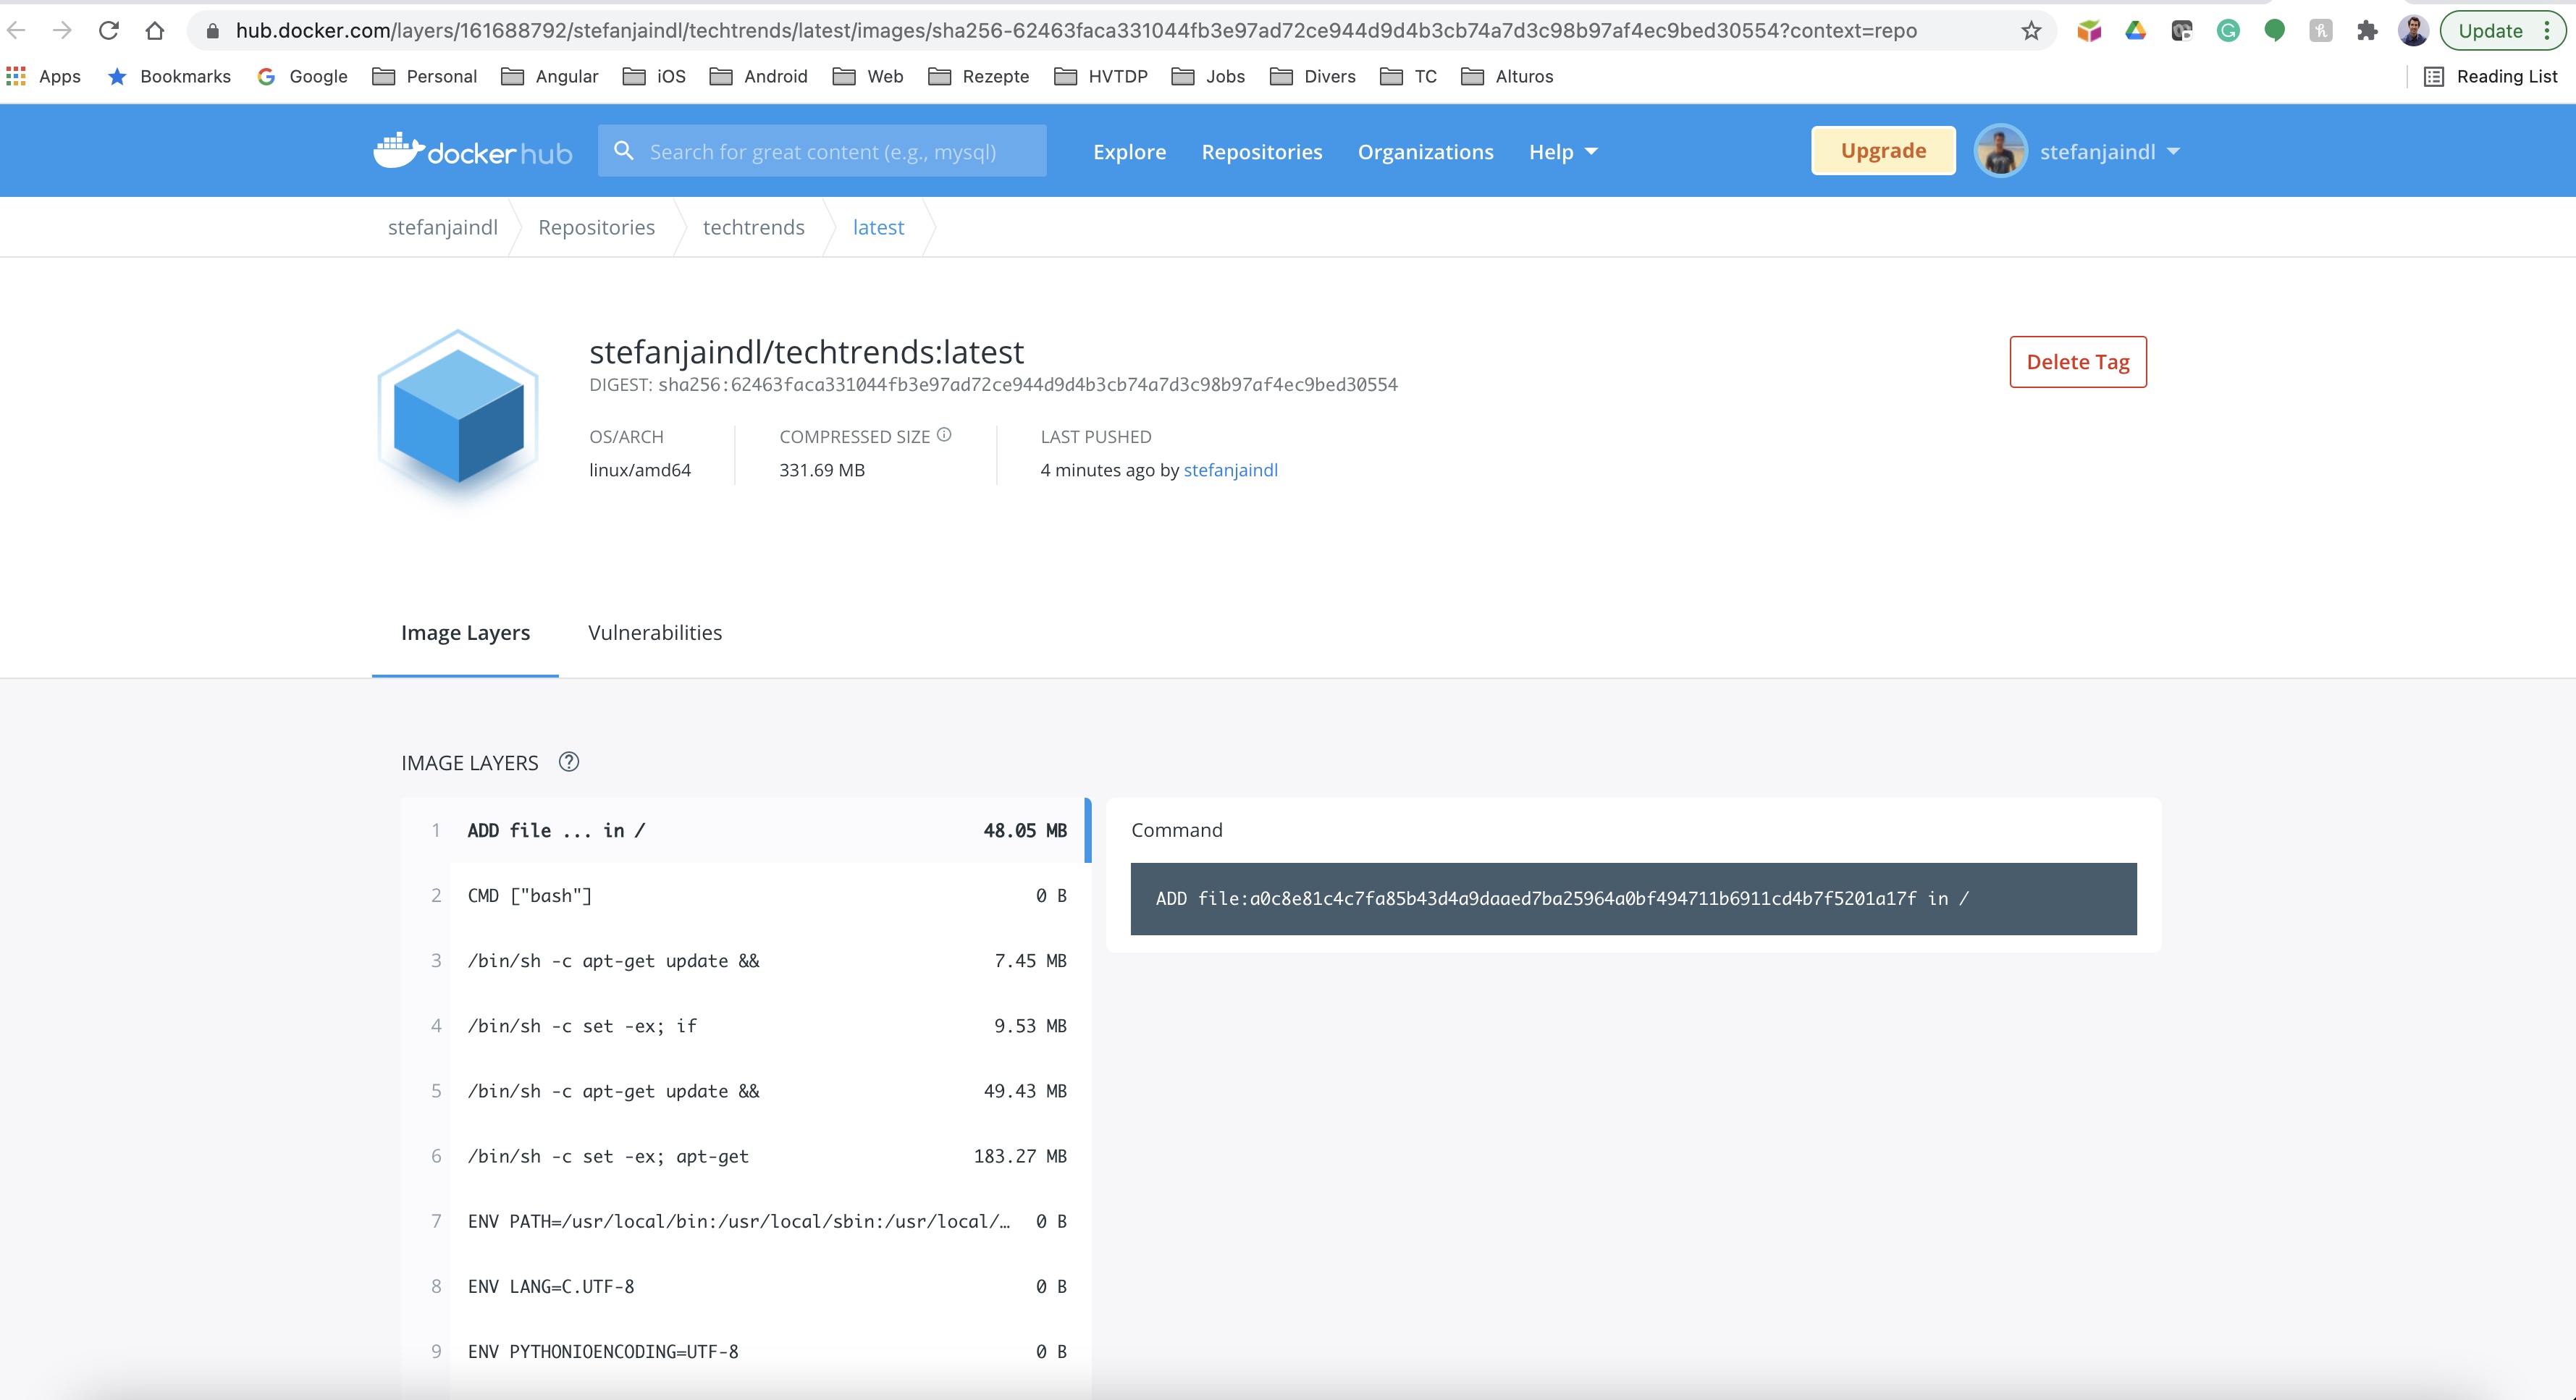 hub.docker.com/layers/161688792/stefanjaindl/techtrends/latest/images/sha256-62463faca331044fb3e97ad72ce944d9d4b3cb74a7d3c98b97af4ec9bed30554?context=repo
Update
Apps Bookmarks Google Personal Angular iOS Android Web Rezepte HVTDP Jobs Divers TC Alturos Reading List
docker hub Search for great content (e.g., mysql) Explore Repositories Organizations Help Upgrade stefanjaindl
stefanjaindl Repositories techtrends latest
stefanjaindl/techtrends:latest
Delete Tag
DIGEST: sha256:62463faca331044fb3e97ad72ce944d9d4b3cb74a7d3c98b97af4ec9bed30554
OS/ARCH COMPRESSED SIZE LAST PUSHED
linux/amd64 331.69 MB 4 minutes ago by stefanjaindl
Image Layers Vulnerabilities
IMAGE LAYERS
1 ADD file ... in / 48.05 MB
2 CMD ["bash"] 0 B
3 /bin/sh -c apt-get update && 7.45 MB
4 /bin/sh -c set -ex; if 9.53 MB
5 /bin/sh -c apt-get update && 49.43 MB
6 /bin/sh -c set -ex; apt-get 183.27 MB
7 ENV PATH=/usr/local/bin:/usr/local/sbin:/usr/local/… 0 B
8 ENV LANG=C.UTF-8 0 B
9 ENV PYTHONIOENCODING=UTF-8 0 B
Command
ADD file:a0c8e81c4c7fa85b43d4a9daaed7ba25964a0bf494711b6911cd4b7f5201a17f in /